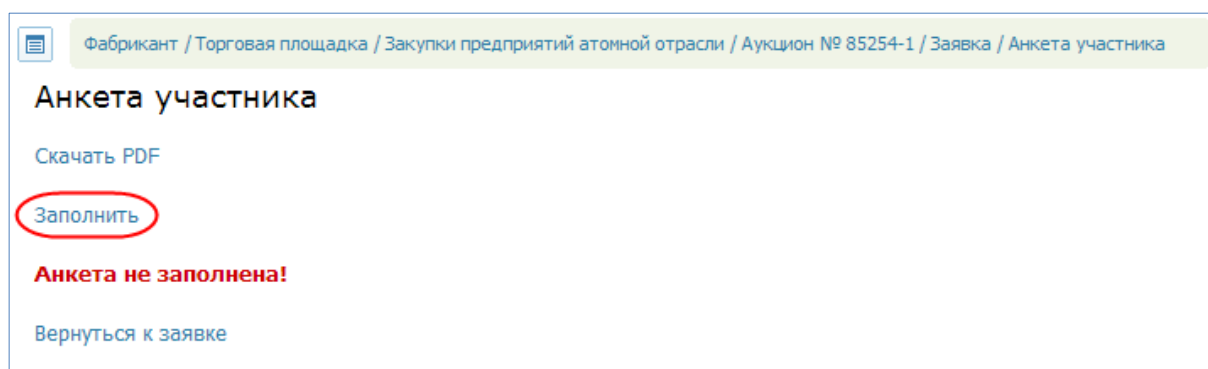 Фабрикант / Торговая площадка / Закупки предприятий атомной отрасли / Аукцион № 85254-1 / Заявка / Анкета участника
Анкета участника
Скачать PDF
Заполнить
Анкета не заполнена!
Вернуться к заявке